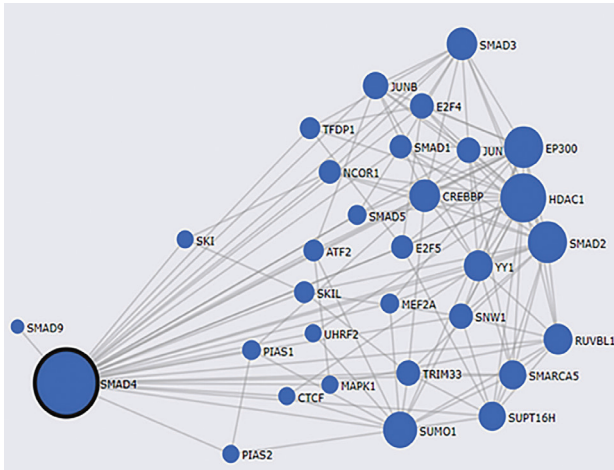 SMAD3
JUNB
E2F4
TFDP1
SMAD1
JUN
EP300
NCOR1
CREBBP
HDAC1
SMAD5
SKI
ATF2
E2F5
SMAD2
YY1
SKIL
MEF2A
SNW1
SMAD9
UHRF2
RUVBL1
PIAS1
SMAD4
MAPK1
TRIM33
SMARCA5
CTCF
SUPT16H
SUMO1
PIAS2